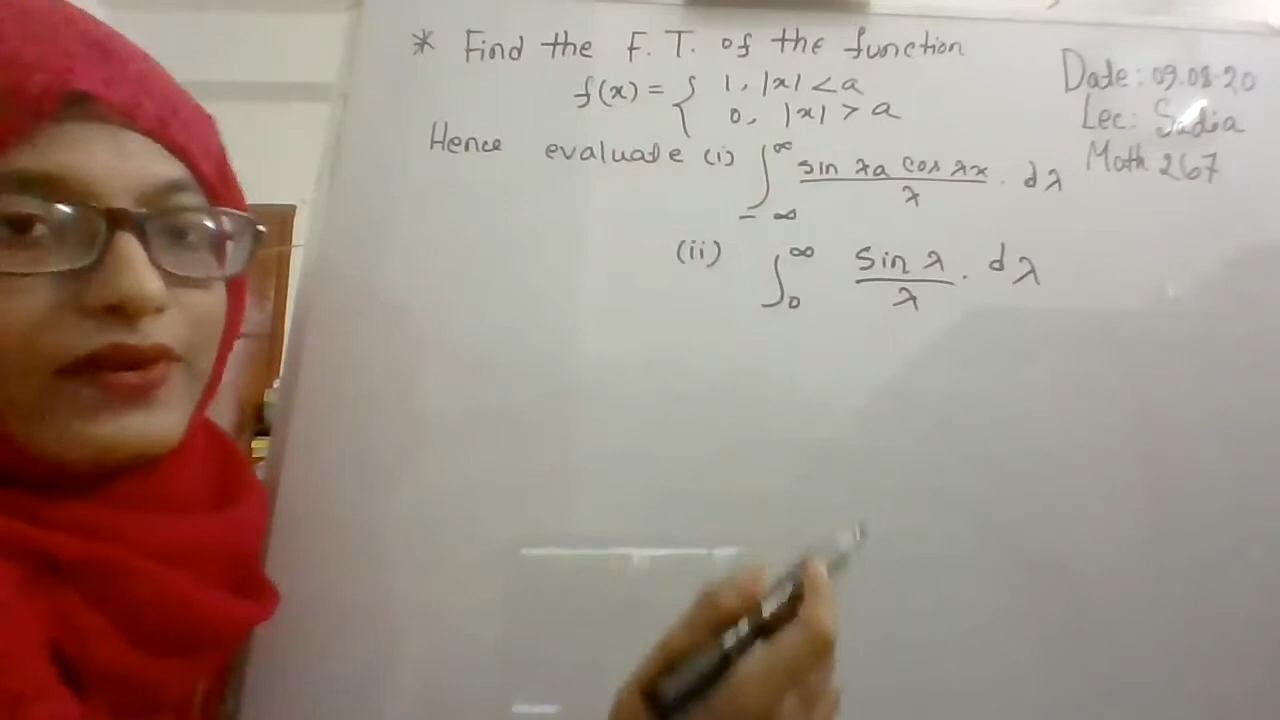 * Find the F. T. of the function
f(x) = { 1, |x| < a
0, |x| > a
Hence evaluate (i) ∫_{-∞}^{∞} sin λa cos λx / λ . dλ
(ii) ∫_0^∞ sin λ / λ . dλ
Date: 09.08.20
Lec: Sadia
Math 267